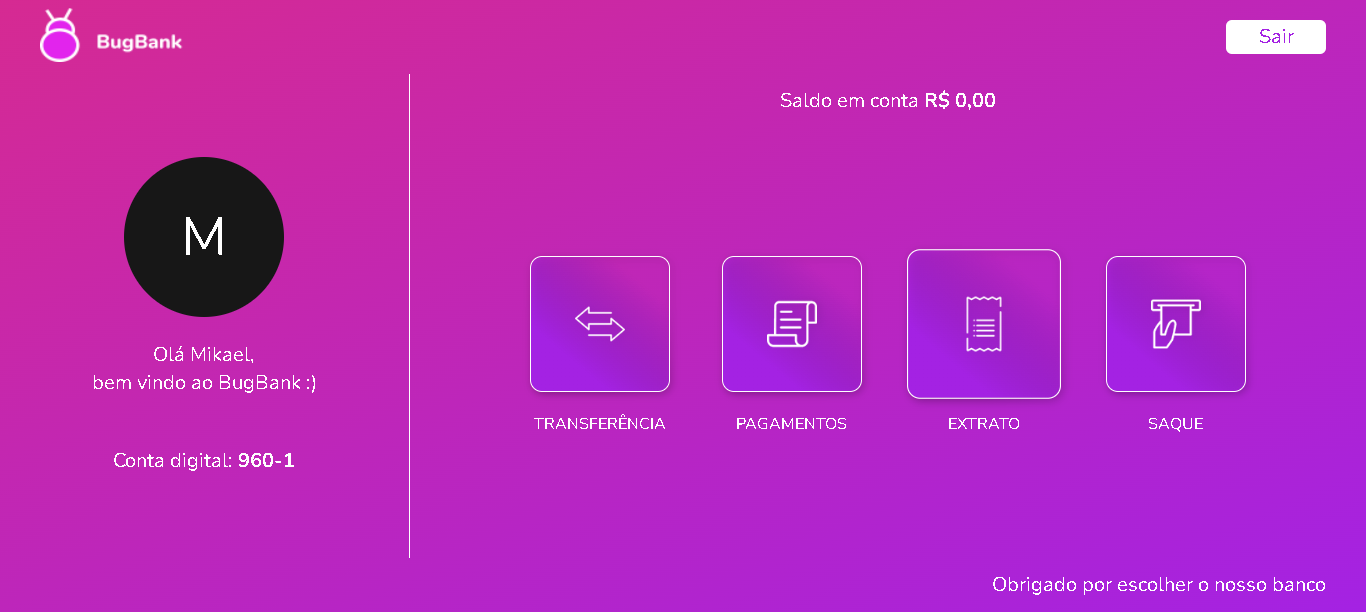 BugBank
Sair
Saldo em conta R$ 0,00
M
Olá Mikael,
bem vindo ao BugBank :)
Conta digital: 960-1
TRANSFERÊNCIA
PAGAMENTOS
EXTRATO
SAQUE
Obrigado por escolher o nosso banco